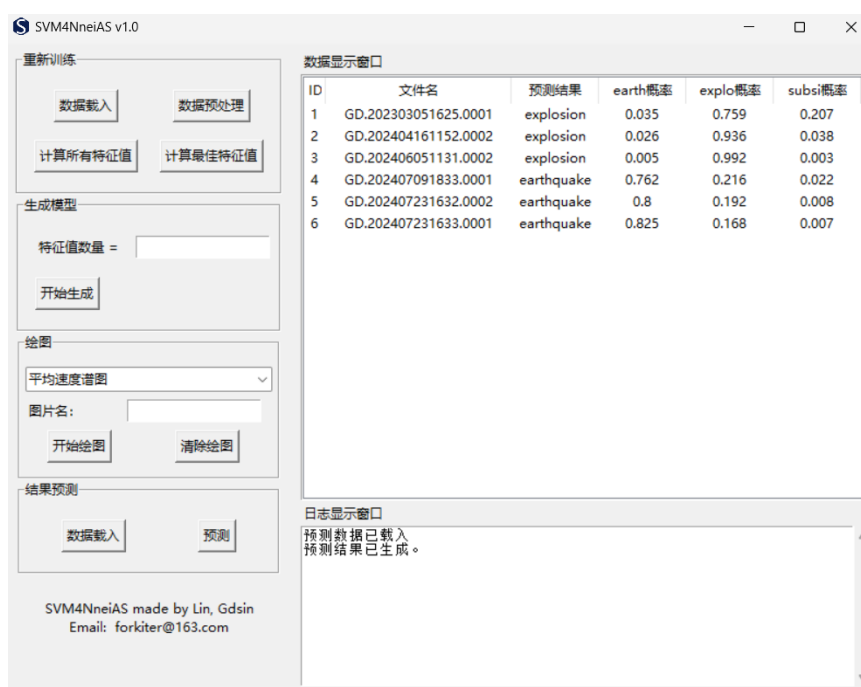 SVM4NneiAS v1.0
重新训练
数据载入 数据预处理
计算所有特征值 计算最佳特征值
生成模型
特征值数量 =
开始生成
绘图
平均速度谱图
图片名:
开始绘图 清除绘图
结果预测
数据载入 预测
SVM4NneiAS made by Lin, Gdsin
Email: forkiter@163.com
数据显示窗口
ID 文件名 预测结果 earth概率 explo概率 subsi概率
1 GD.202303051625.0001 explosion 0.035 0.759 0.207
2 GD.202404161152.0002 explosion 0.026 0.936 0.038
3 GD.202406051131.0002 explosion 0.005 0.992 0.003
4 GD.202407091833.0001 earthquake 0.762 0.216 0.022
5 GD.202407231632.0002 earthquake 0.8 0.192 0.008
6 GD.202407231633.0001 earthquake 0.825 0.168 0.007
日志显示窗口
预测数据已载入
预测结果已生成。